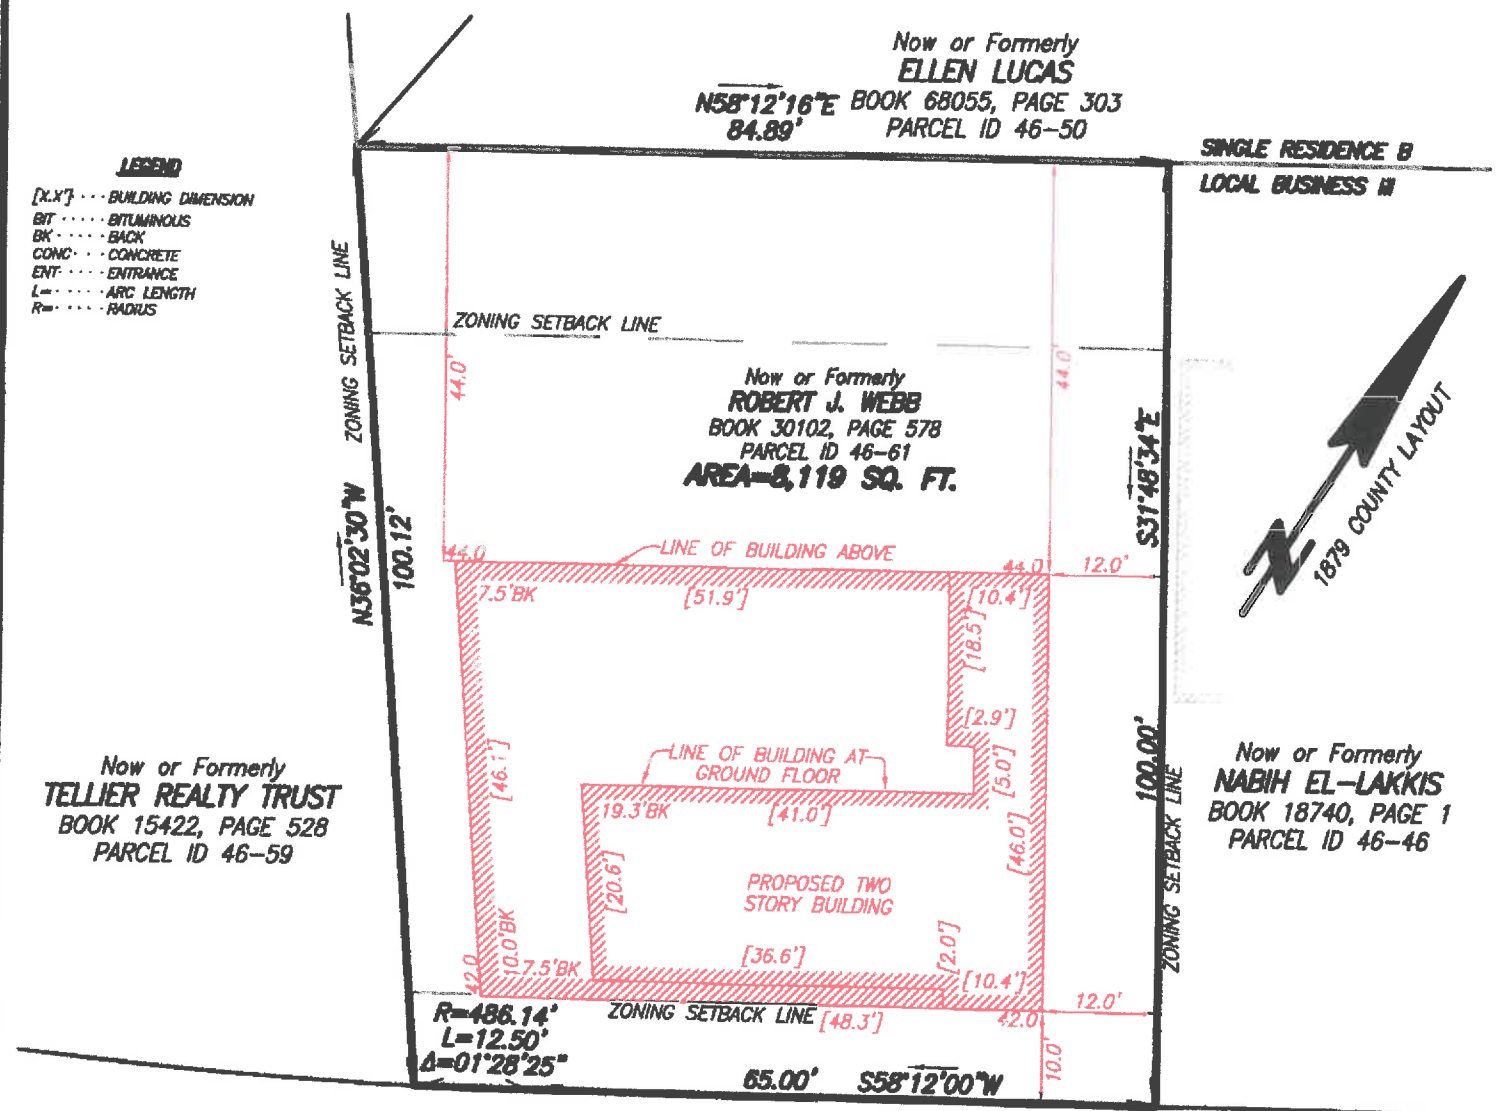 Now or Formerly
ELLEN LUCAS
BOOK 68055, PAGE 303
PARCEL ID 46-50
N58°12'16"E
84.89'
SINGLE RESIDENCE B
LOCAL BUSINESS III
LEGEND
[X.X'] ··· BUILDING DIMENSION
BIT ····· BITUMINOUS
BK ····· BACK
CONC ··· CONCRETE
ENT ····· ENTRANCE
L= ····· ARC LENGTH
R= ····· RADIUS
ZONING SETBACK LINE
ZONING SETBACK LINE
44.0'
44.0'
Now or Formerly
ROBERT J. WEBB
BOOK 30102, PAGE 578
PARCEL ID 46-61
AREA=8,119 SQ. FT.
S31°48'34"E
100.00'
1879 COUNTY LAYOUT
N
N36°02'30"W
100.12'
44.0
LINE OF BUILDING ABOVE
44.0
12.0'
7.5'BK
[51.9']
[10.4']
[18.5']
[2.9']
[5.0']
[46.1']
LINE OF BUILDING AT
GROUND FLOOR
19.3'BK
[41.0']
[46.0']
[20.6']
PROPOSED TWO
STORY BUILDING
Now or Formerly
TELLIER REALTY TRUST
BOOK 15422, PAGE 528
PARCEL ID 46-59
Now or Formerly
NABIH EL-LAKKIS
BOOK 18740, PAGE 1
PARCEL ID 46-46
ZONING SETBACK LINE
42.0
10.0'BK
7.5'BK
[36.6']
[2.0']
[10.4']
12.0'
42.0
10.0'
ZONING SETBACK LINE
[48.3']
R=486.14'
L=12.50'
Δ=01°28'25"
65.00'
S58°12'00"W